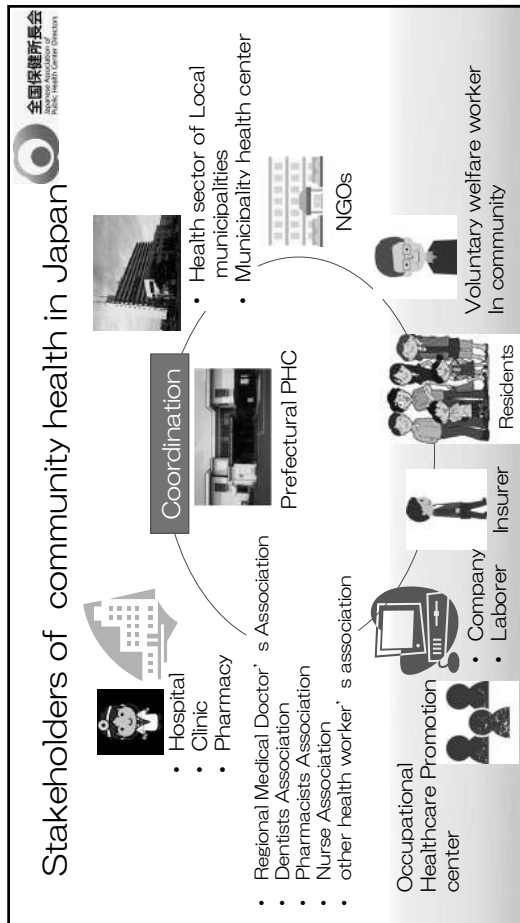 Stakeholders of community health in Japan
全国保健所長会
Japanese Association of
Public Health Center Directors
Coordination
Prefectural PHC
• Hospital
• Clinic
• Pharmacy
• Health sector of Local
municipalities
• Municipality health center
NGOs
• Regional Medical Doctor’s Association
• Dentists Association
• Pharmacists Association
• Nurse Association
• other health worker’s association
Occupational
Healthcare Promotion
center
• Company
• Laborer
Insurer
Residents
Voluntary welfare worker
In community